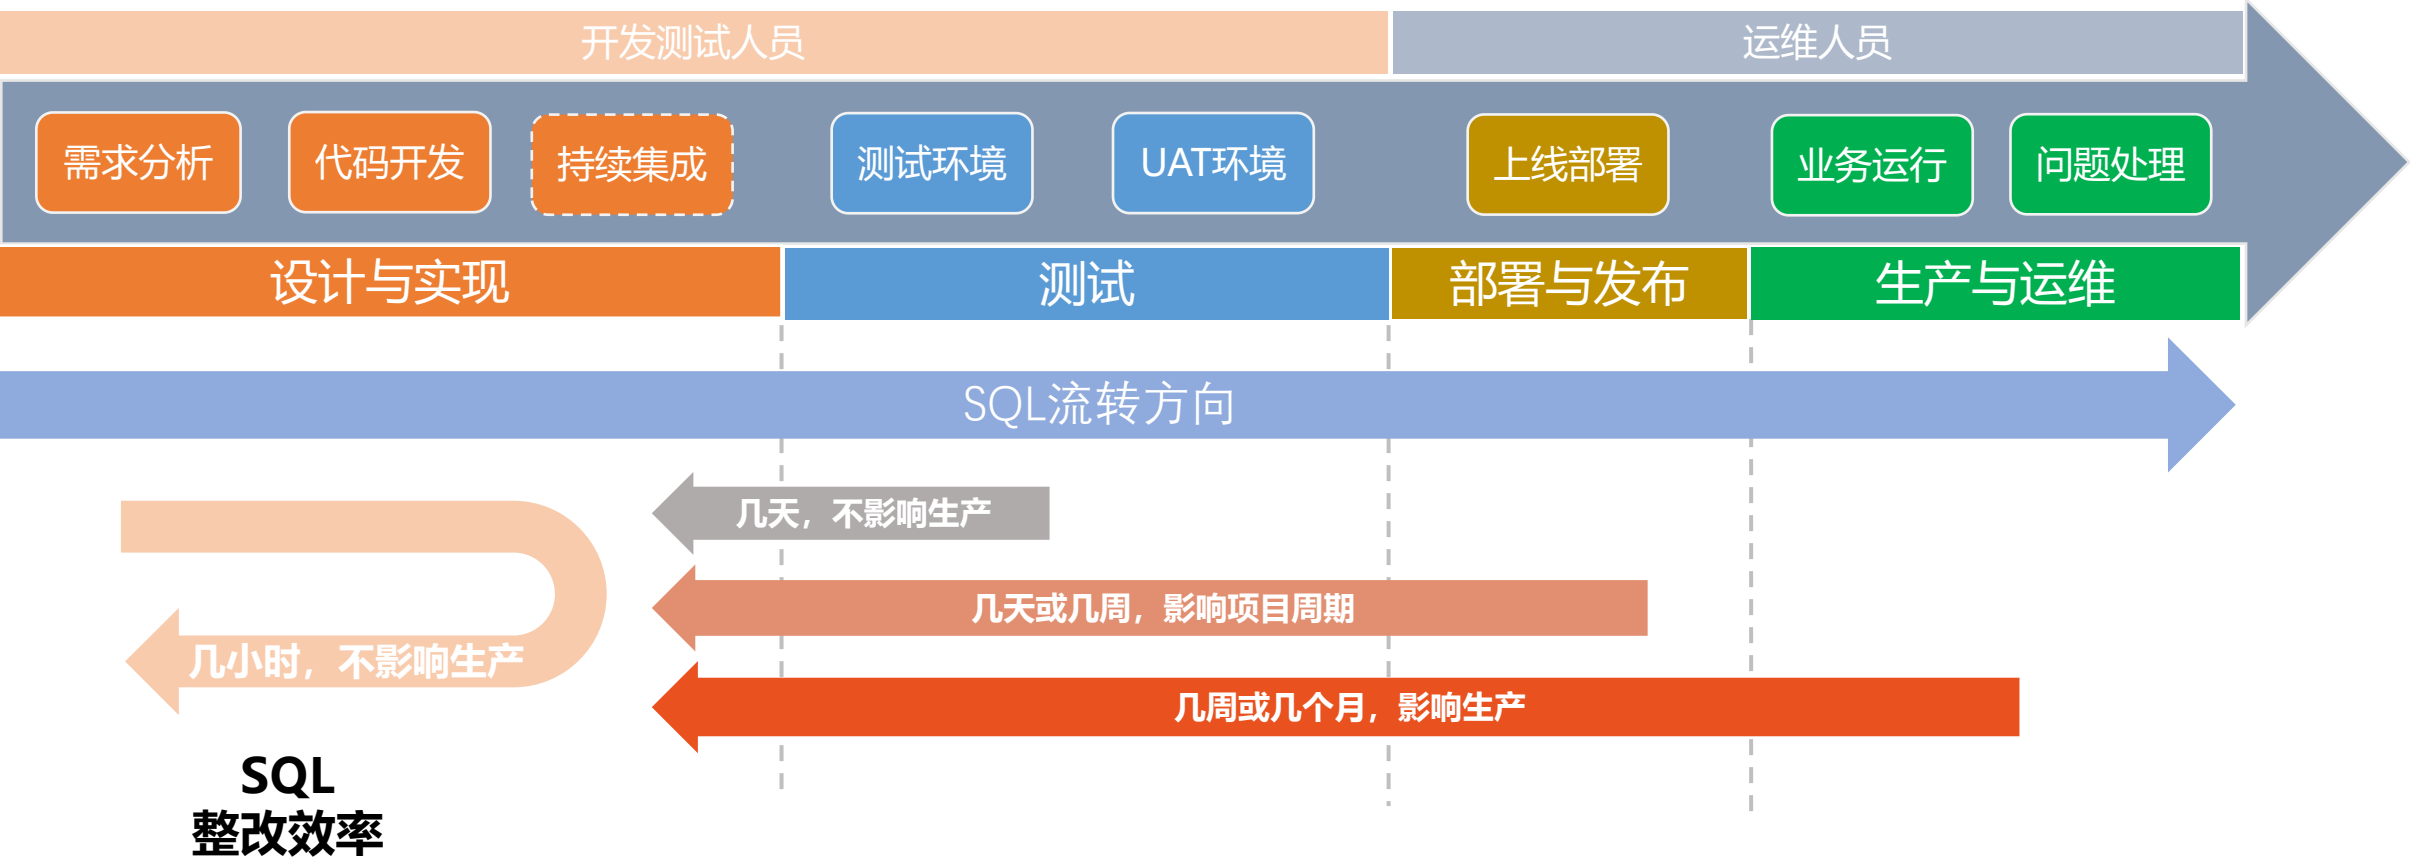 开发测试人员
运维人员
需求分析
代码开发
持续集成
测试环境
UAT环境
上线部署
业务运行
问题处理
设计与实现
测试
部署与发布
生产与运维
SQL流转方向
几天，不影响生产
几天或几周，影响项目周期
几小时，不影响生产
几周或几个月，影响生产
SQL
整改效率